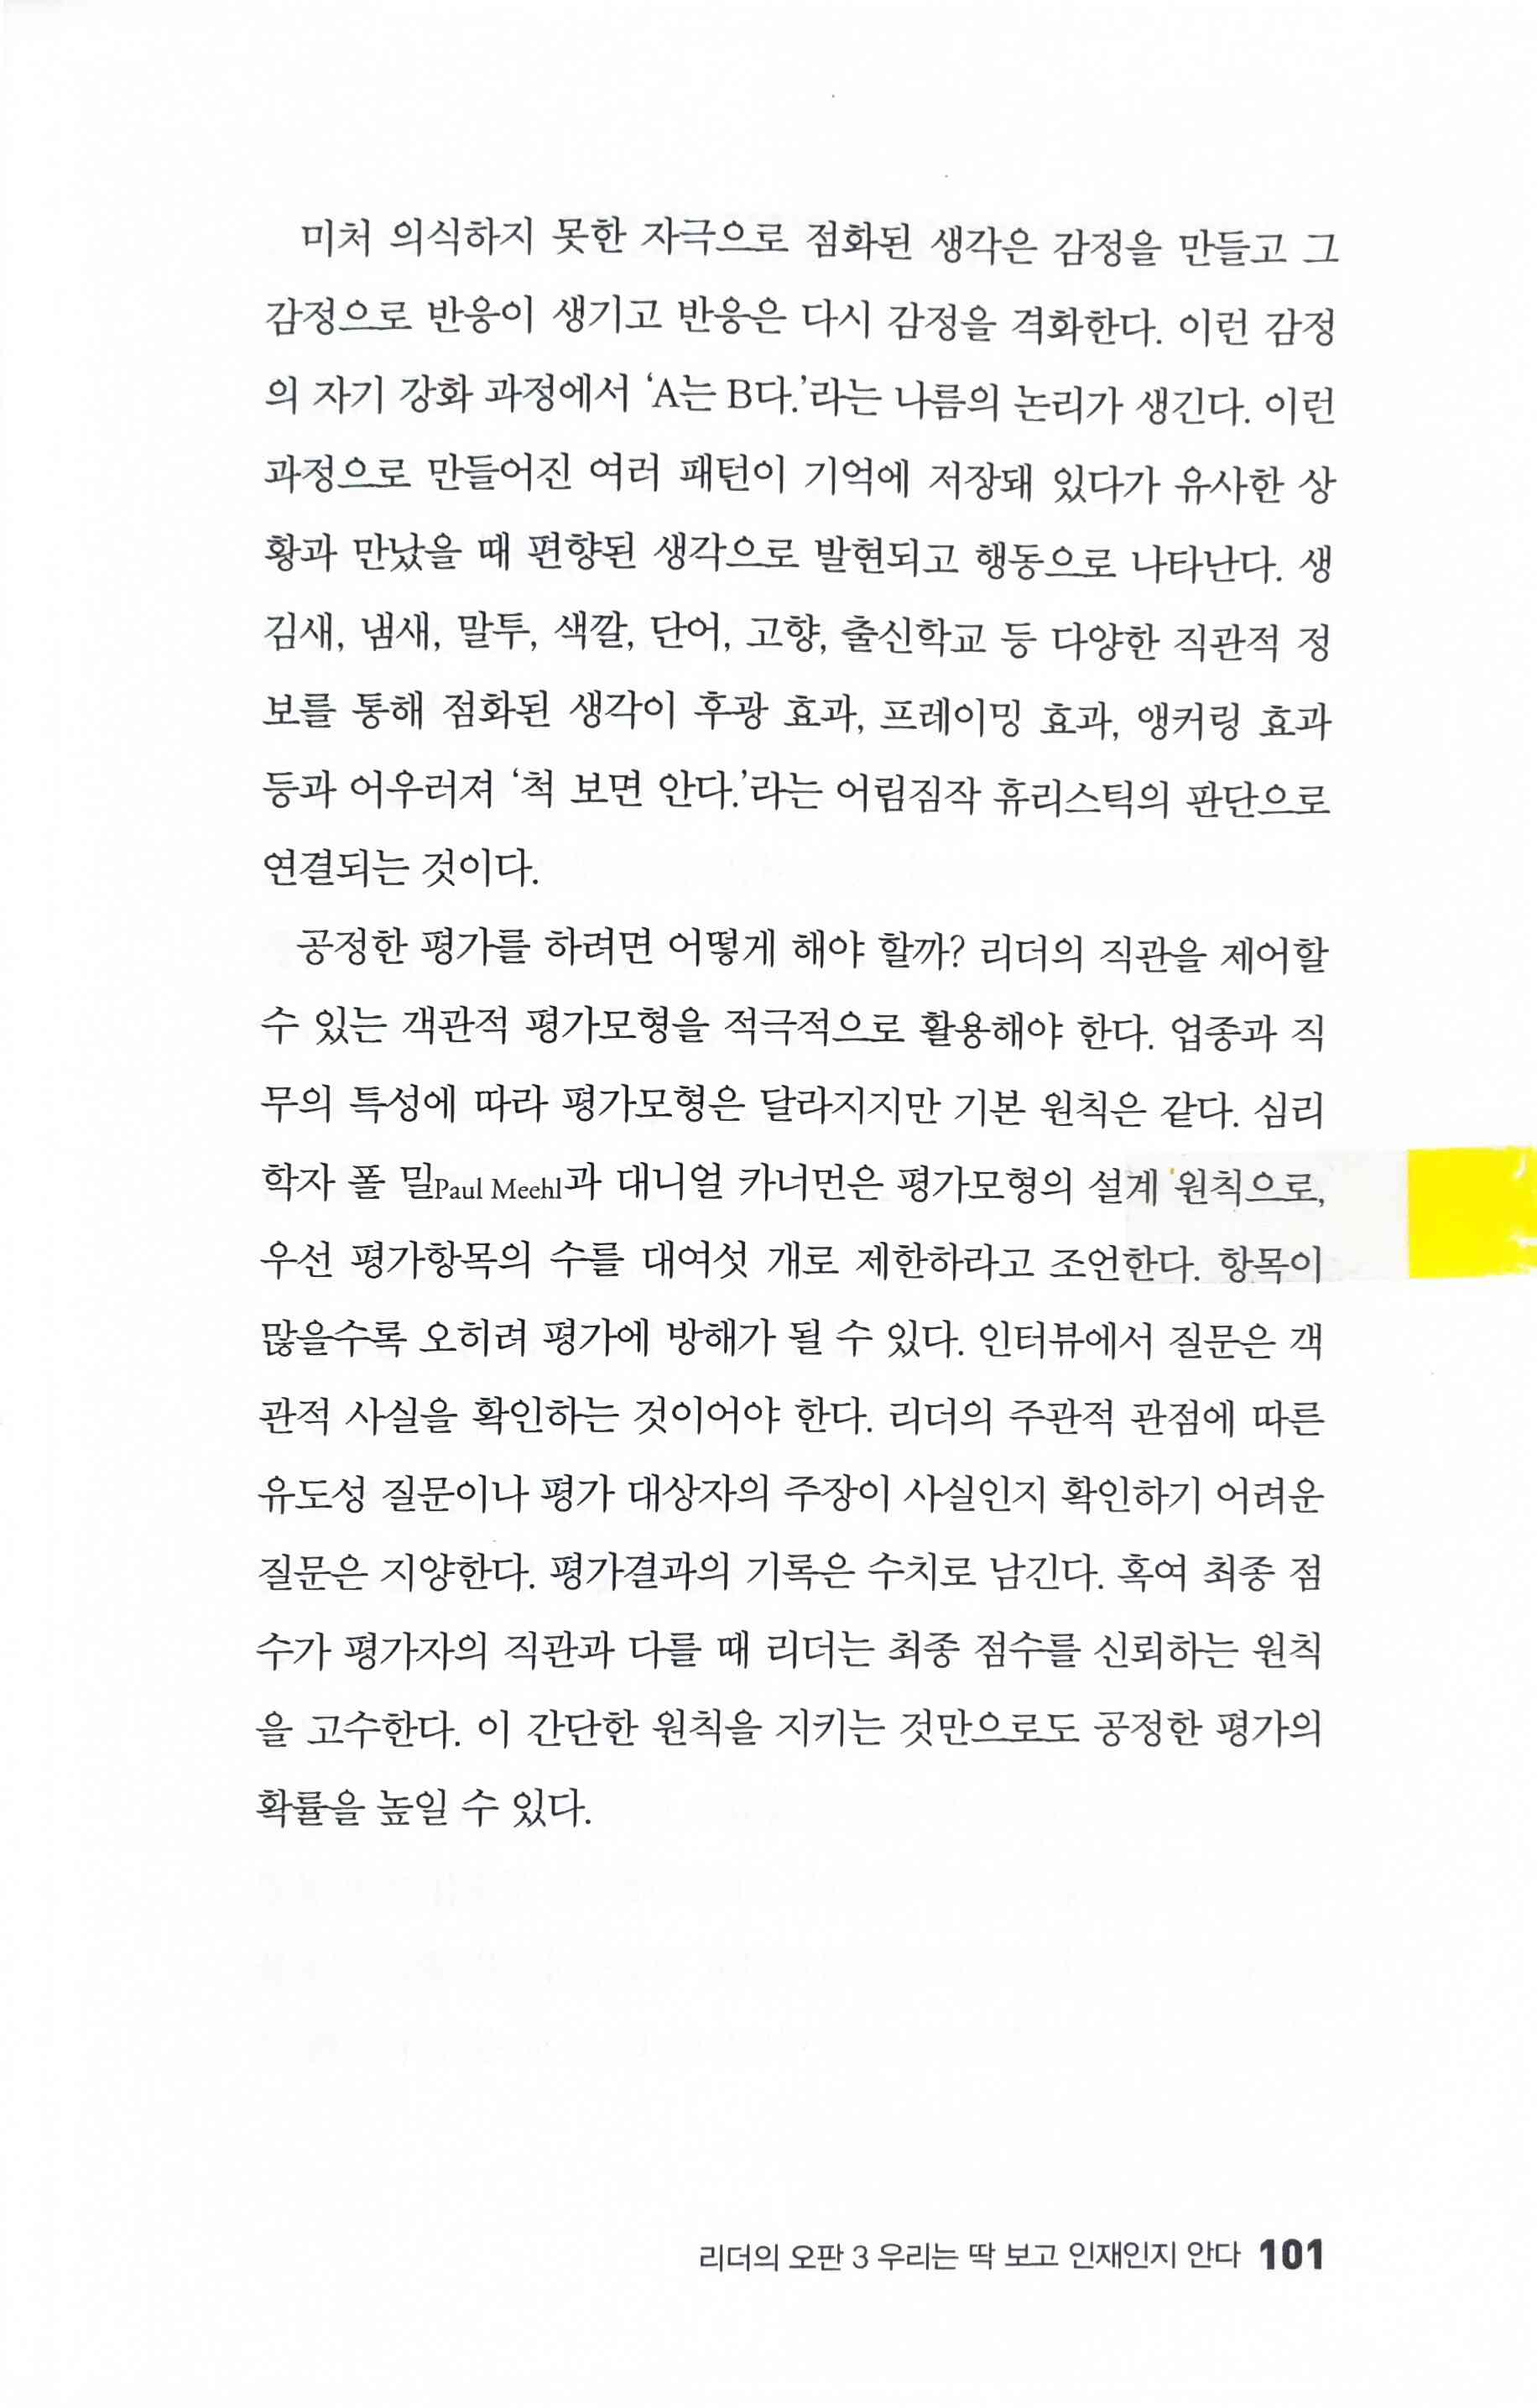 미처 의식하지 못한 자극으로 점화된 생각은 감정을 만들고 그
감정으로 반응이 생기고 반응은 다시 감정을 격화한다. 이런 감정
의 자기 강화 과정에서 ‘A는 B다.’라는 나름의 논리가 생긴다. 이런
과정으로 만들어진 여러 패턴이 기억에 저장돼 있다가 유사한 상
황과 만났을 때 편향된 생각으로 발현되고 행동으로 나타난다. 생
김새, 냄새, 말투, 색깔, 단어, 고향, 출신학교 등 다양한 직관적 정
보를 통해 점화된 생각이 후광 효과, 프레이밍 효과, 앵커링 효과
등과 어우러져 ‘척 보면 안다.’라는 어림짐작 휴리스틱의 판단으로
연결되는 것이다.
공정한 평가를 하려면 어떻게 해야 할까? 리더의 직관을 제어할
수 있는 객관적 평가모형을 적극적으로 활용해야 한다. 업종과 직
무의 특성에 따라 평가모형은 달라지지만 기본 원칙은 같다. 심리
학자 폴 밀Paul Meehl과 대니얼 카너먼은 평가모형의 설계 원칙으로,
우선 평가항목의 수를 대여섯 개로 제한하라고 조언한다. 항목이
많을수록 오히려 평가에 방해가 될 수 있다. 인터뷰에서 질문은 객
관적 사실을 확인하는 것이어야 한다. 리더의 주관적 관점에 따른
유도성 질문이나 평가 대상자의 주장이 사실인지 확인하기 어려운
질문은 지양한다. 평가결과의 기록은 수치로 남긴다. 혹여 최종 점
수가 평가자의 직관과 다를 때 리더는 최종 점수를 신뢰하는 원칙
을 고수한다. 이 간단한 원칙을 지키는 것만으로도 공정한 평가의
확률을 높일 수 있다.
리더의 오판 3 우리는 딱 보고 인재인지 안다 101